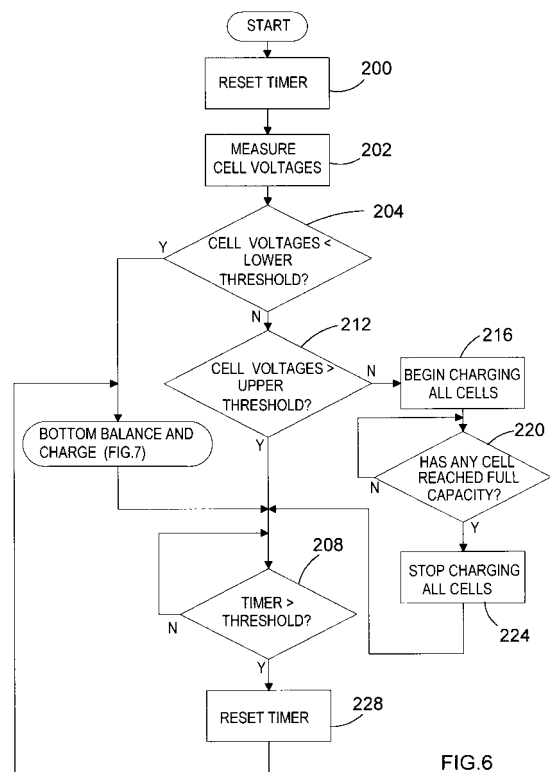 START
RESET TIMER
200
MEASURE
CELL VOLTAGES
202
204
CELL VOLTAGES <
LOWER
THRESHOLD?
Y
N
212
CELL VOLTAGES >
UPPER
THRESHOLD?
N
Y
216
BEGIN CHARGING
ALL CELLS
BOTTOM BALANCE AND
CHARGE (FIG.7)
220
HAS ANY CELL
REACHED FULL
CAPACITY?
N
Y
208
TIMER >
THRESHOLD?
N
Y
STOP CHARGING
ALL CELLS
224
RESET TIMER
228
FIG.6